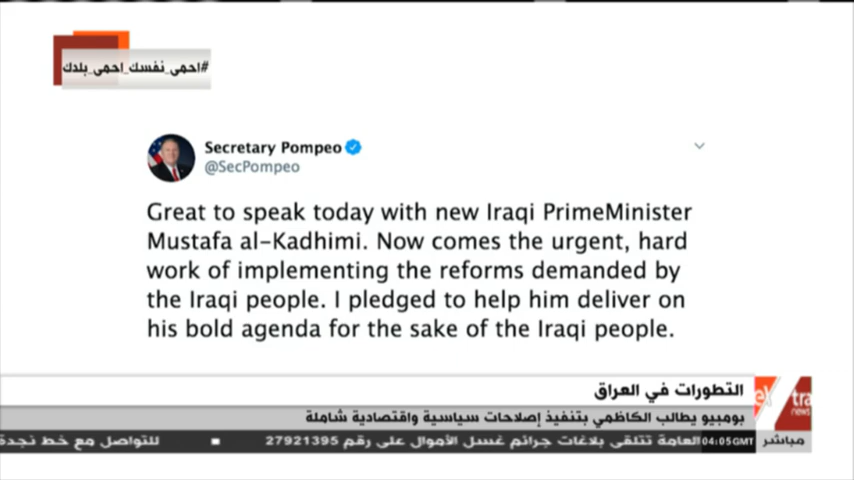 #احمى_نفسك_احمى_بلدك
Secretary Pompeo
@SecPompeo
Great to speak today with new Iraqi PrimeMinister
Mustafa al-Kadhimi. Now comes the urgent, hard
work of implementing the reforms demanded by
the Iraqi people. I pledged to help him deliver on
his bold agenda for the sake of the Iraqi people.
التطورات في العراق
بومبيو يطالب الكاظمي بتنفيذ إصلاحات سياسية واقتصادية شاملة
مباشر 04:05GMT العامة تتلقى بلاغات جرائم غسل الأموال على رقم 27921395 ■ للتواصل مع خط نجدة
extra
news